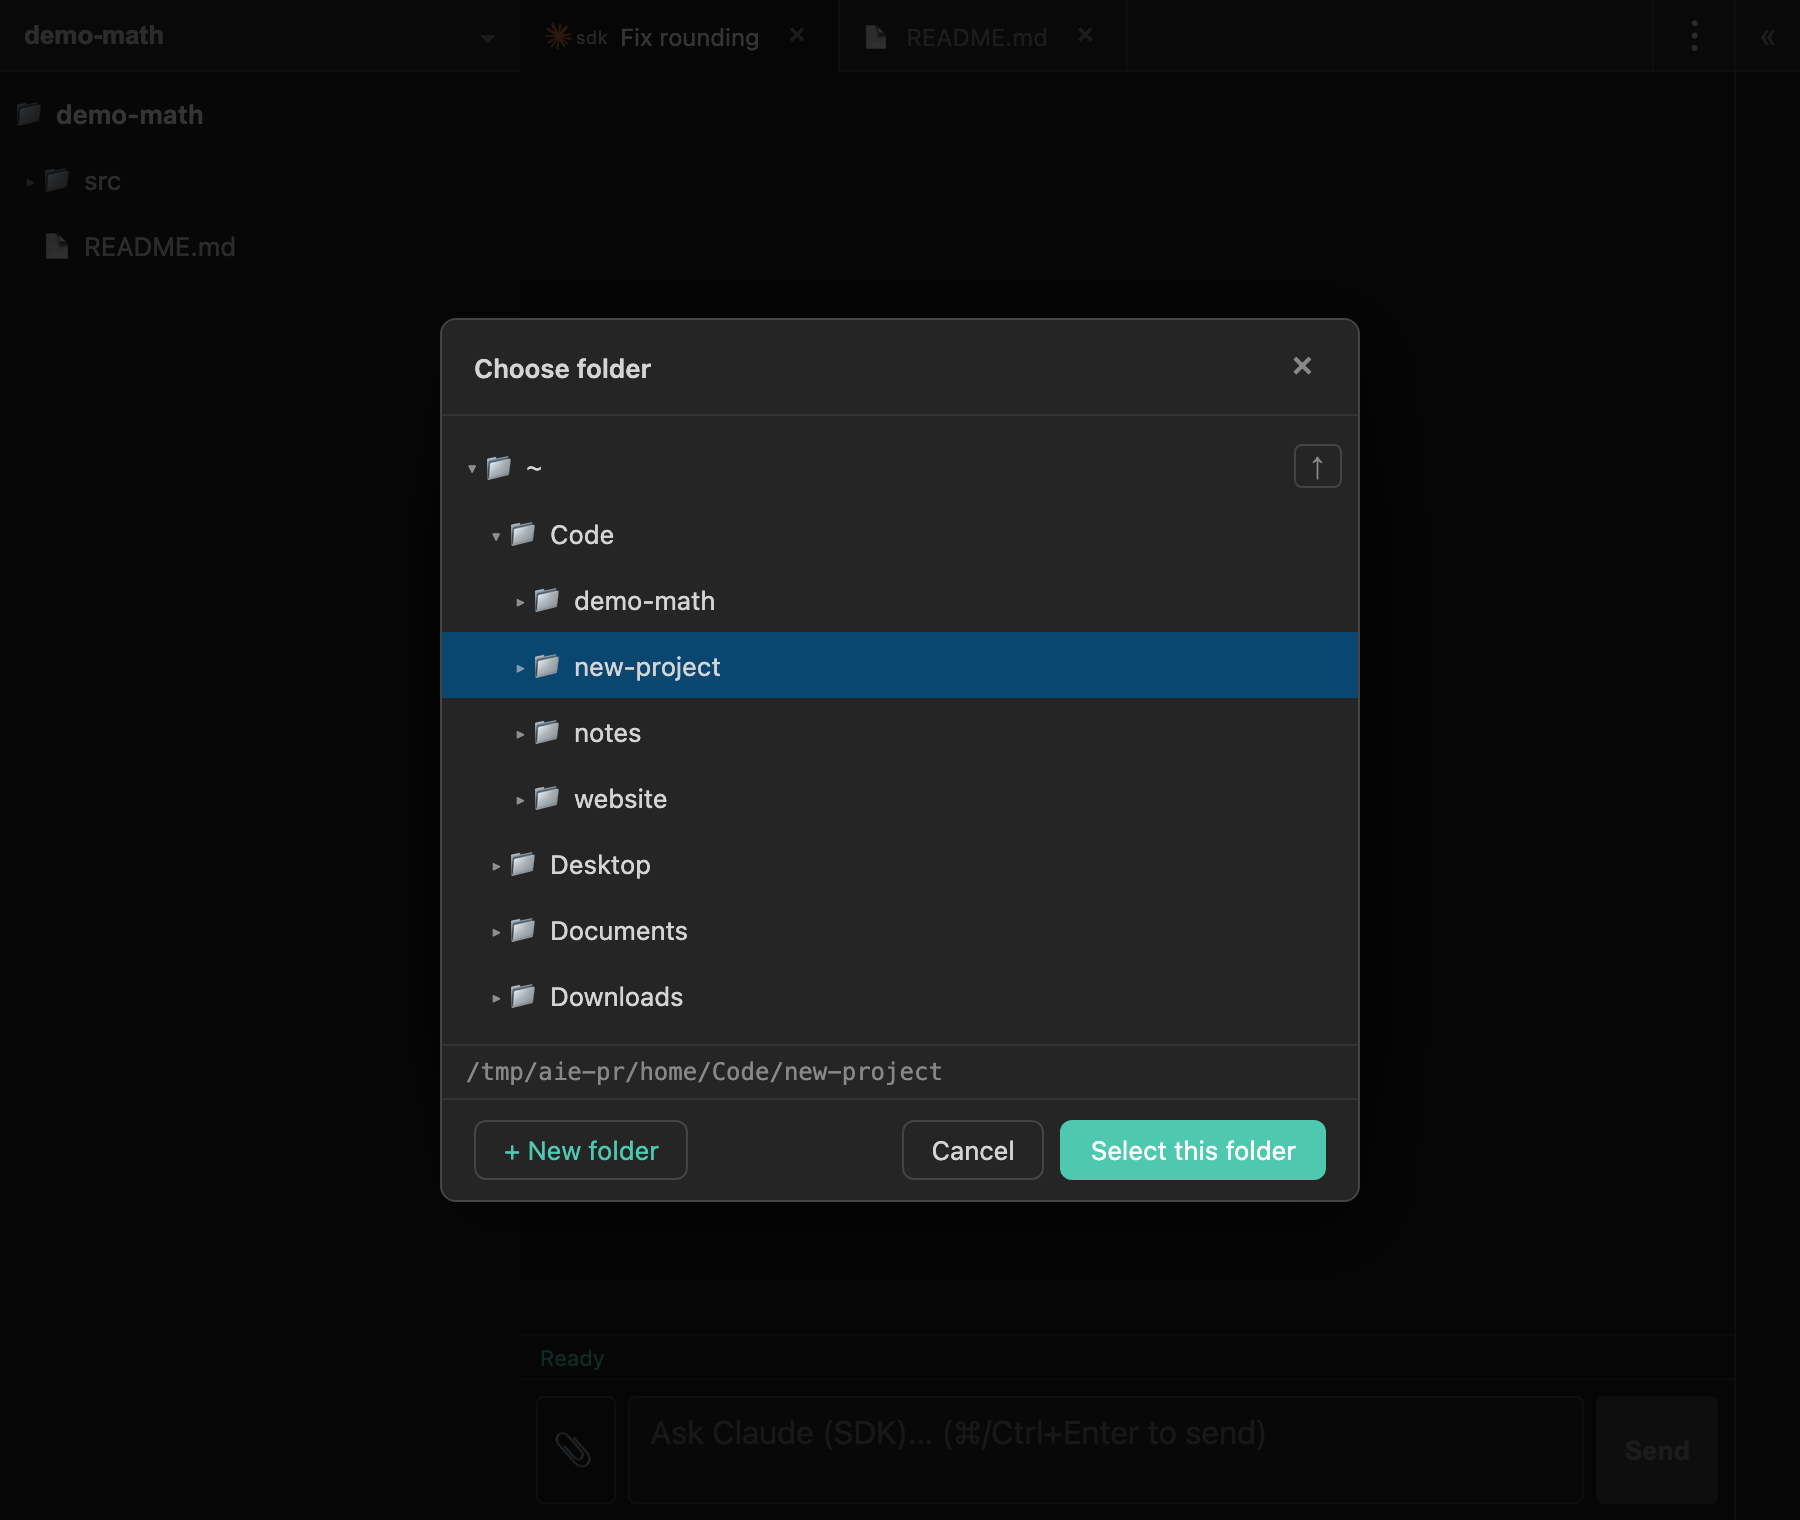 demo-math
sdk Fix rounding ×
README.md ×
«
demo-math
src
README.md
Choose folder
×
~
↑
Code
demo-math
new-project
notes
website
Desktop
Documents
Downloads
/tmp/aie-pr/home/Code/new-project
+ New folder
Cancel
Select this folder
Ready
Ask Claude (SDK)... (⌘/Ctrl+Enter to send)
Send